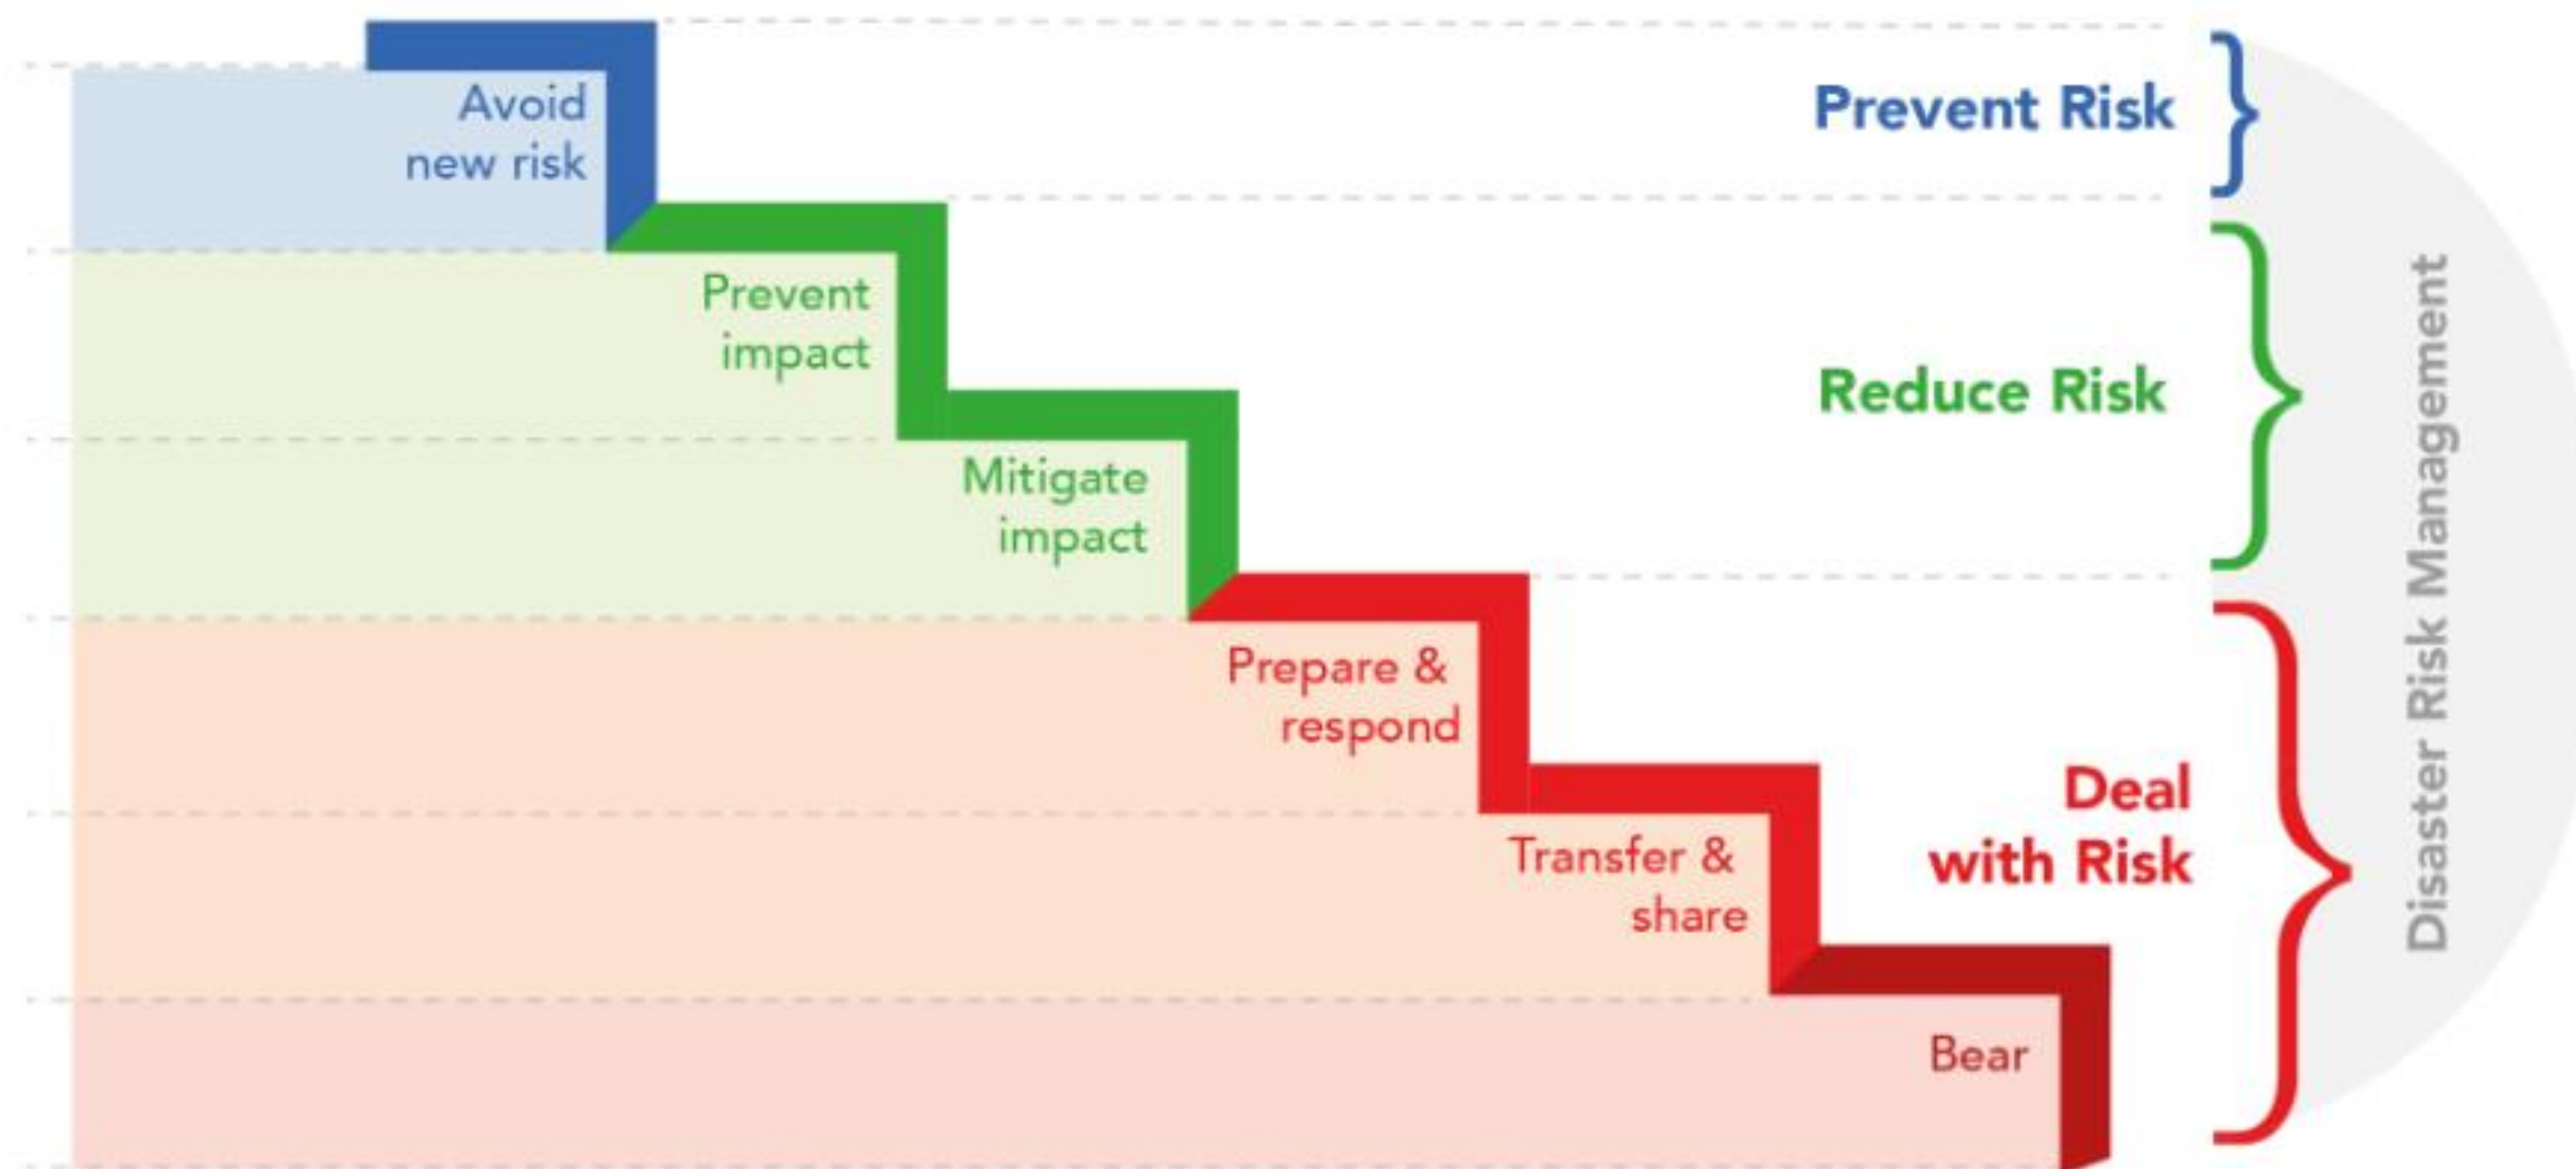 Avoid
new risk
Prevent Risk
Prevent
impact
Reduce Risk
Mitigate
impact
Prepare &
respond
Deal
with Risk
Transfer &
share
Bear
Disaster Risk Management